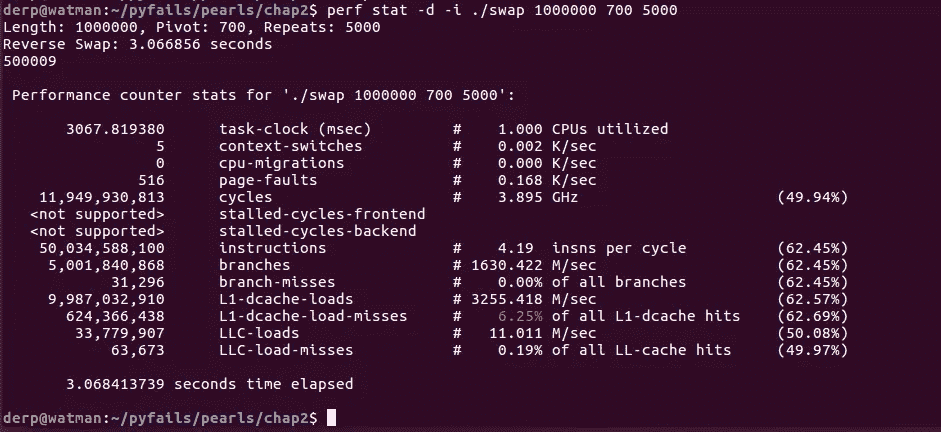 derp@watman:~/pyfails/pearls/chap2$ perf stat -d -i ./swap 1000000 700 5000
Length: 1000000, Pivot: 700, Repeats: 5000
Reverse Swap: 3.066856 seconds
500009
Performance counter stats for './swap 1000000 700 5000':
3067.819380 task-clock (msec) # 1.000 CPUs utilized
5 context-switches # 0.002 K/sec
0 cpu-migrations # 0.000 K/sec
516 page-faults # 0.168 K/sec
11,949,930,813 cycles # 3.895 GHz (49.94%)
<not supported> stalled-cycles-frontend
<not supported> stalled-cycles-backend
50,034,588,100 instructions # 4.19 insns per cycle (62.45%)
5,001,840,868 branches # 1630.422 M/sec (62.45%)
31,296 branch-misses # 0.00% of all branches (62.45%)
9,987,032,910 L1-dcache-loads # 3255.418 M/sec (62.57%)
624,366,438 L1-dcache-load-misses # 6.25% of all L1-dcache hits (62.69%)
33,779,907 LLC-loads # 11.011 M/sec (50.08%)
63,673 LLC-load-misses # 0.19% of all LL-cache hits (49.97%)
3.068413739 seconds time elapsed
derp@watman:~/pyfails/pearls/chap2$